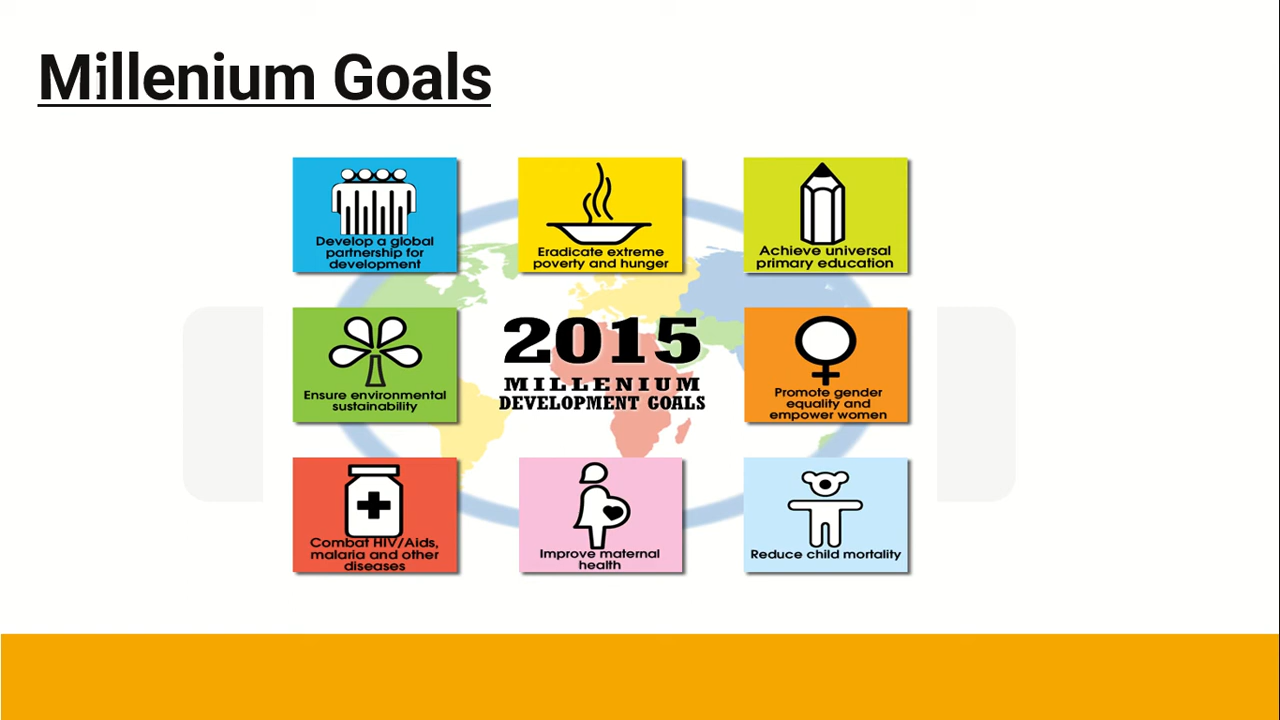 Millenium Goals
Develop a global
partnership for
development
Eradicate extreme
poverty and hunger
Achieve universal
primary education
Ensure environmental
sustainability
2015
MILLENIUM
DEVELOPMENT GOALS
Promote gender
equality and
empower women
Combat HIV/Aids,
malaria and other
diseases
Improve maternal
health
Reduce child mortality